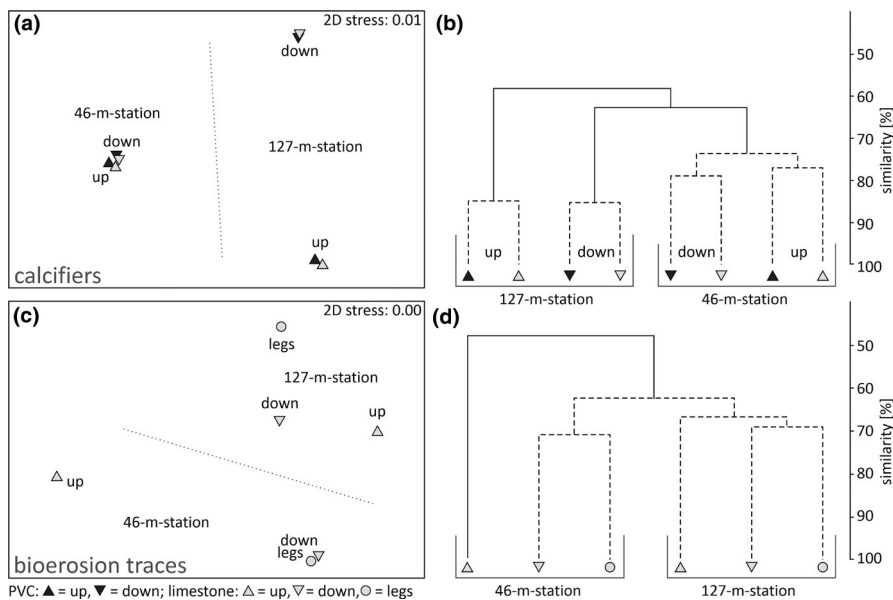 (a)
2D stress: 0.01
down
46-m-station
down
127-m-station
up
up
calcifiers
(b)
50
60
70
80
90
100
similarity [%]
up
down
down
up
127-m-station
46-m-station
(c)
2D stress: 0.00
legs
127-m-station
down
up
up
46-m-station
down
legs
bioerosion traces
(d)
50
60
70
80
90
100
similarity [%]
46-m-station
127-m-station
PVC: ▲ = up, ▼ = down; limestone: △ = up, ▽ = down, ○ = legs